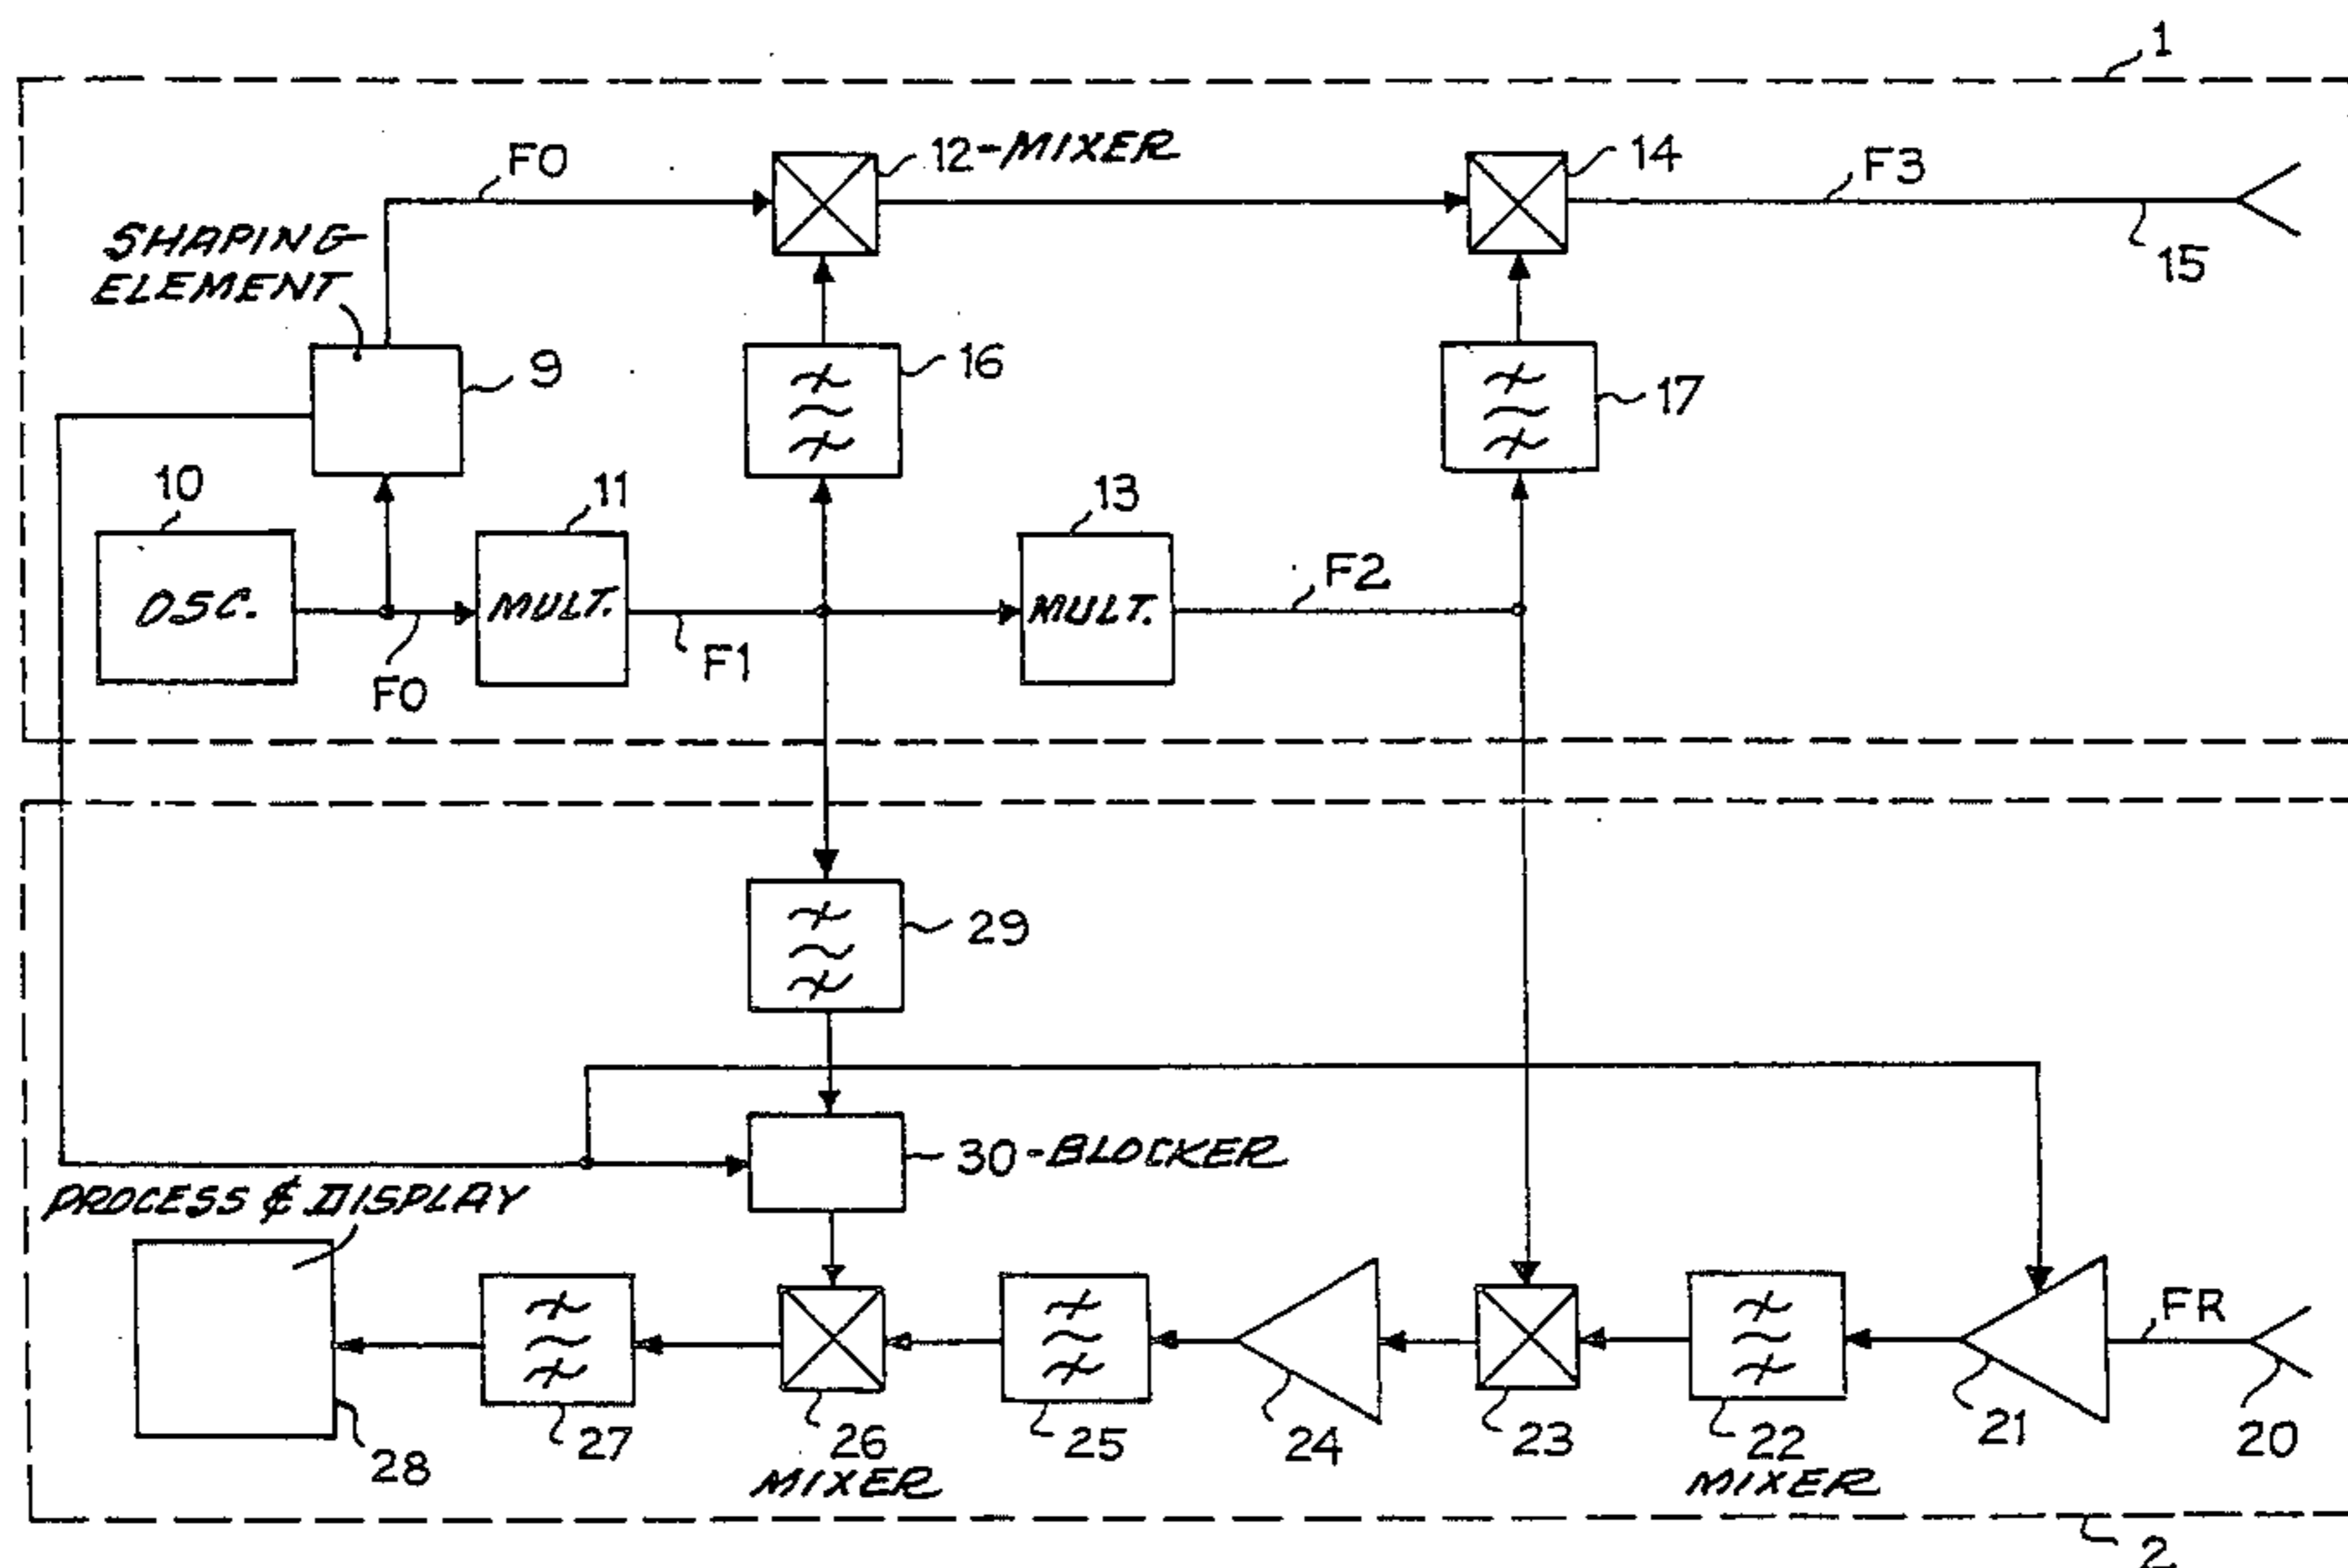 1
F0
12-MIXER
14
F3
15
SHAPING
ELEMENT
9
16
17
10
11
13
OSC.
MULT.
MULT.
F0
F1
F2
29
30-BLOCKER
PROCESS & DISPLAY
FR
28
27
26
MIXER
25
24
23
22
MIXER
21
20
2